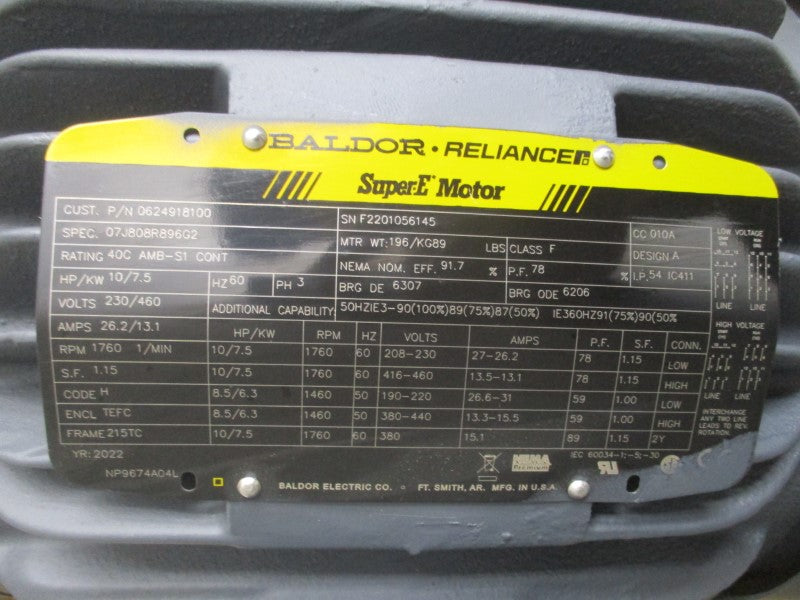 BALDOR · RELIANCE
Super-E Motor
CUST. P/N 0624918100
SN F2201056145
CC 010A
SPEC. 07J808R896G2
MTR WT: 196/KG89 LBS
CLASS F
DESIGN A
RATING 40C AMB-S1 CONT
NEMA NOM. EFF. 91.7 %
P.F. 78
I.P. 54 IC411
HP/KW 10/7.5 HZ 60 PH 3
BRG DE 6307
BRG ODE 6206
VOLTS 230/460
ADDITIONAL CAPABILITY: 50HZIE3-90(100%)89(75%)87(50%) IE360HZ91(75%)90(50%
AMPS 26.2/13.1
HP/KW RPM HZ VOLTS AMPS P.F. S.F. CONN.
RPM 1760 1/MIN
10/7.5 1760 60 208-230 27-26.2 78 1.15 LOW
S.F. 1.15
10/7.5 1760 60 416-460 13.5-13.1 78 1.15 HIGH
CODE H
8.5/6.3 1460 50 190-220 26.6-31 59 1.00 LOW
ENCL TEFC
8.5/6.3 1460 50 380-440 13.3-15.5 59 1.00 HIGH
FRAME 215TC
10/7.5 1760 60 380 15.1 89 1.15 2Y
YR: 2022
NP9674A04L
NEMA
Premium
IEC 60034-1;-5;-30
BALDOR ELECTRIC CO. · FT. SMITH, AR. MFG. IN U.S.A.
LOW VOLTAGE
LINE LINE
HIGH VOLTAGE
LINE LINE
INTERCHANGE
ANY TWO LINE
LEADS TO REV.
ROTATION.